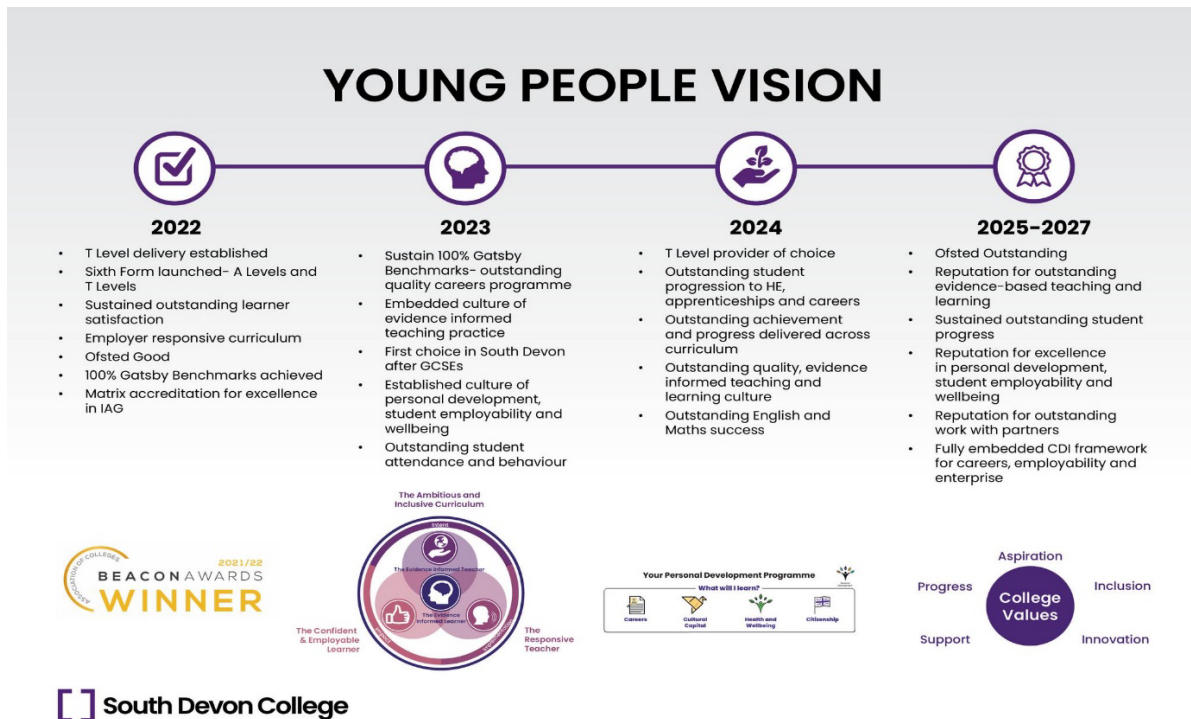 YOUNG PEOPLE VISION
2022
• T Level delivery established
• Sixth Form launched- A Levels and
T Levels
• Sustained outstanding learner
satisfaction
• Employer responsive curriculum
• Ofsted Good
• 100% Gatsby Benchmarks achieved
• Matrix accreditation for excellence
in IAG
2023
• Sustain 100% Gatsby
Benchmarks- outstanding
quality careers programme
• Embedded culture of
evidence informed
teaching practice
• First choice in South Devon
after GCSEs
• Established culture of
personal development,
student employability and
wellbeing
• Outstanding student
attendance and behaviour
2024
• T Level provider of choice
• Outstanding student
progression to HE,
apprenticeships and careers
• Outstanding achievement
and progress delivered across
curriculum
• Outstanding quality, evidence
informed teaching and
learning culture
• Outstanding English and
Maths success
2025-2027
• Ofsted Outstanding
• Reputation for outstanding
evidence-based teaching and
learning
• Sustained outstanding student
progress
• Reputation for excellence
in personal development,
student employability and
wellbeing
• Reputation for outstanding
work with partners
• Fully embedded CDI framework
for careers, employability and
enterprise
ASSOCIATION OF COLLEGES
2021/22
BEACON AWARDS
WINNER
The Ambitious and
Inclusive Curriculum
Intent
The Evidence Informed Teacher
The Evidence
Informed Learner
Impact
Implementation
The Confident
& Employable
Learner
The
Responsive
Teacher
Your Personal Development Programme
What will I learn?
Careers
Cultural
Capital
Health and
Wellbeing
Citizenship
Aspiration
Progress
Inclusion
College
Values
Support
Innovation
South Devon College